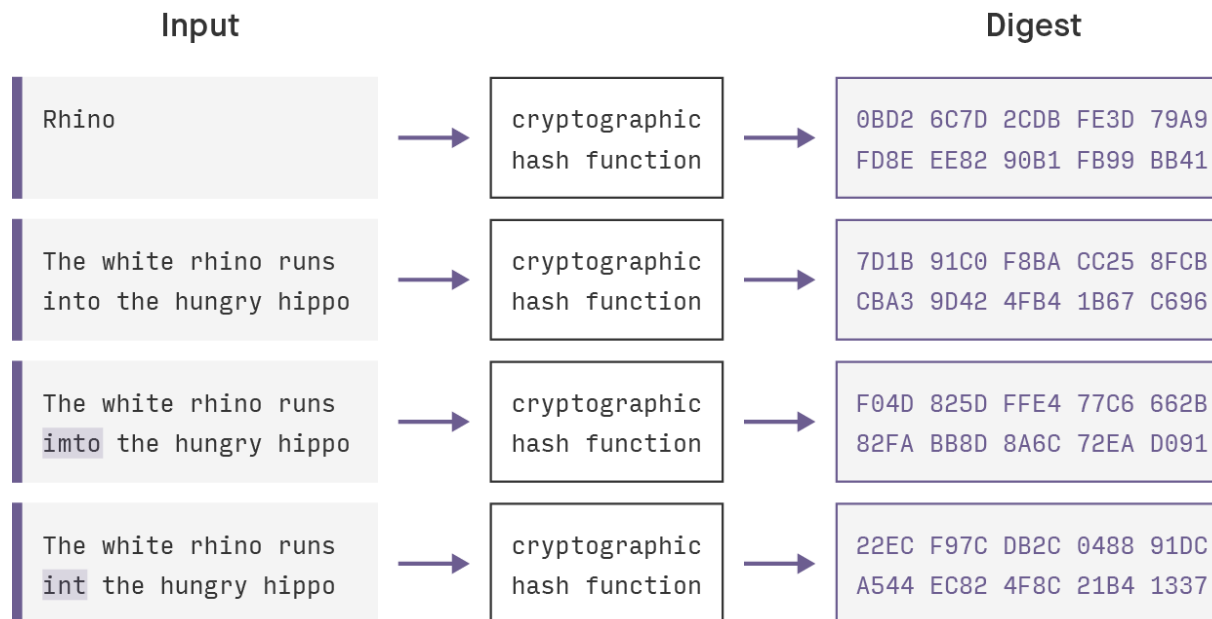 Input
Digest
Rhino
cryptographic
hash function
0BD2 6C7D 2CDB FE3D 79A9
FD8E EE82 90B1 FB99 BB41
The white rhino runs
into the hungry hippo
cryptographic
hash function
7D1B 91C0 F8BA CC25 8FCB
CBA3 9D42 4FB4 1B67 C696
The white rhino runs
imto the hungry hippo
cryptographic
hash function
F04D 825D FFE4 77C6 662B
82FA BB8D 8A6C 72EA D091
The white rhino runs
int the hungry hippo
cryptographic
hash function
22EC F97C DB2C 0488 91DC
A544 EC82 4F8C 21B4 1337